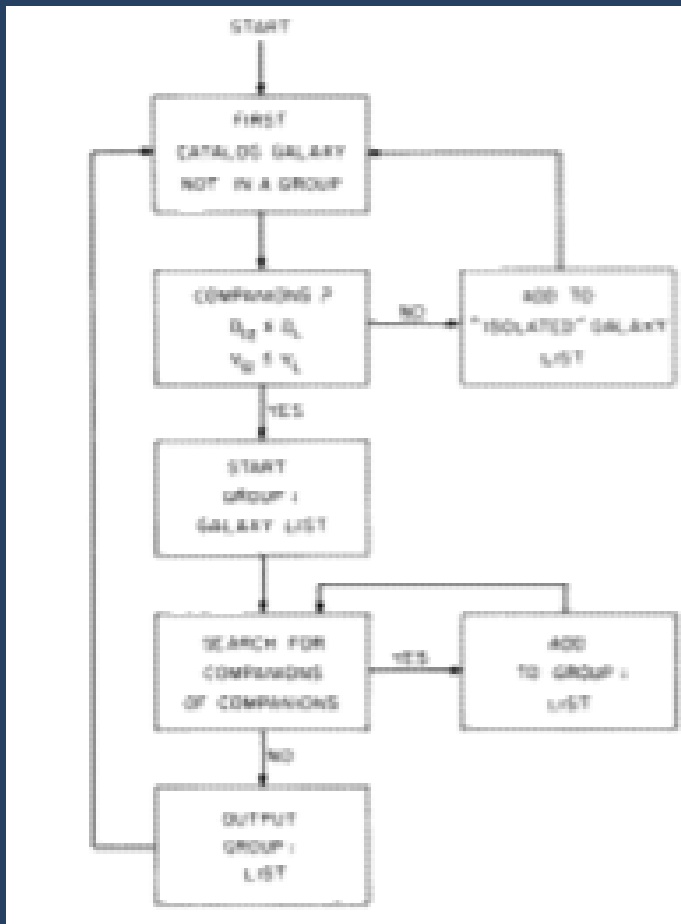 START
FIRST
CATALOG GALAXY
NOT IN A GROUP
COMPANIONS ?
NO
ADD TO
"ISOLATED" GALAXY
LIST
YES
START
GROUP
GALAXY LIST
SEARCH FOR
COMPANIONS
OF COMPANIONS
YES
ADD
TO GROUP
LIST
NO
OUTPUT
GROUP
LIST